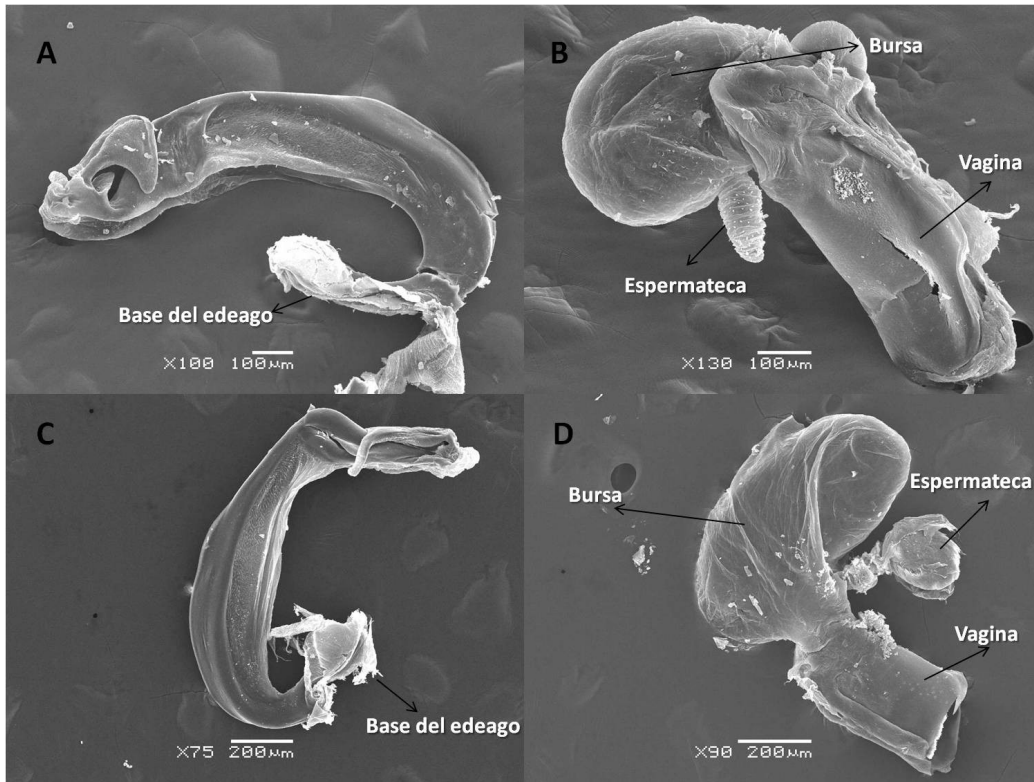 A
Base del edeago
X100 100µm
B
Bursa
Vagina
Espermateca
X130 100µm
C
Base del edeago
X75 200µm
D
Bursa
Espermateca
Vagina
X90 200µm